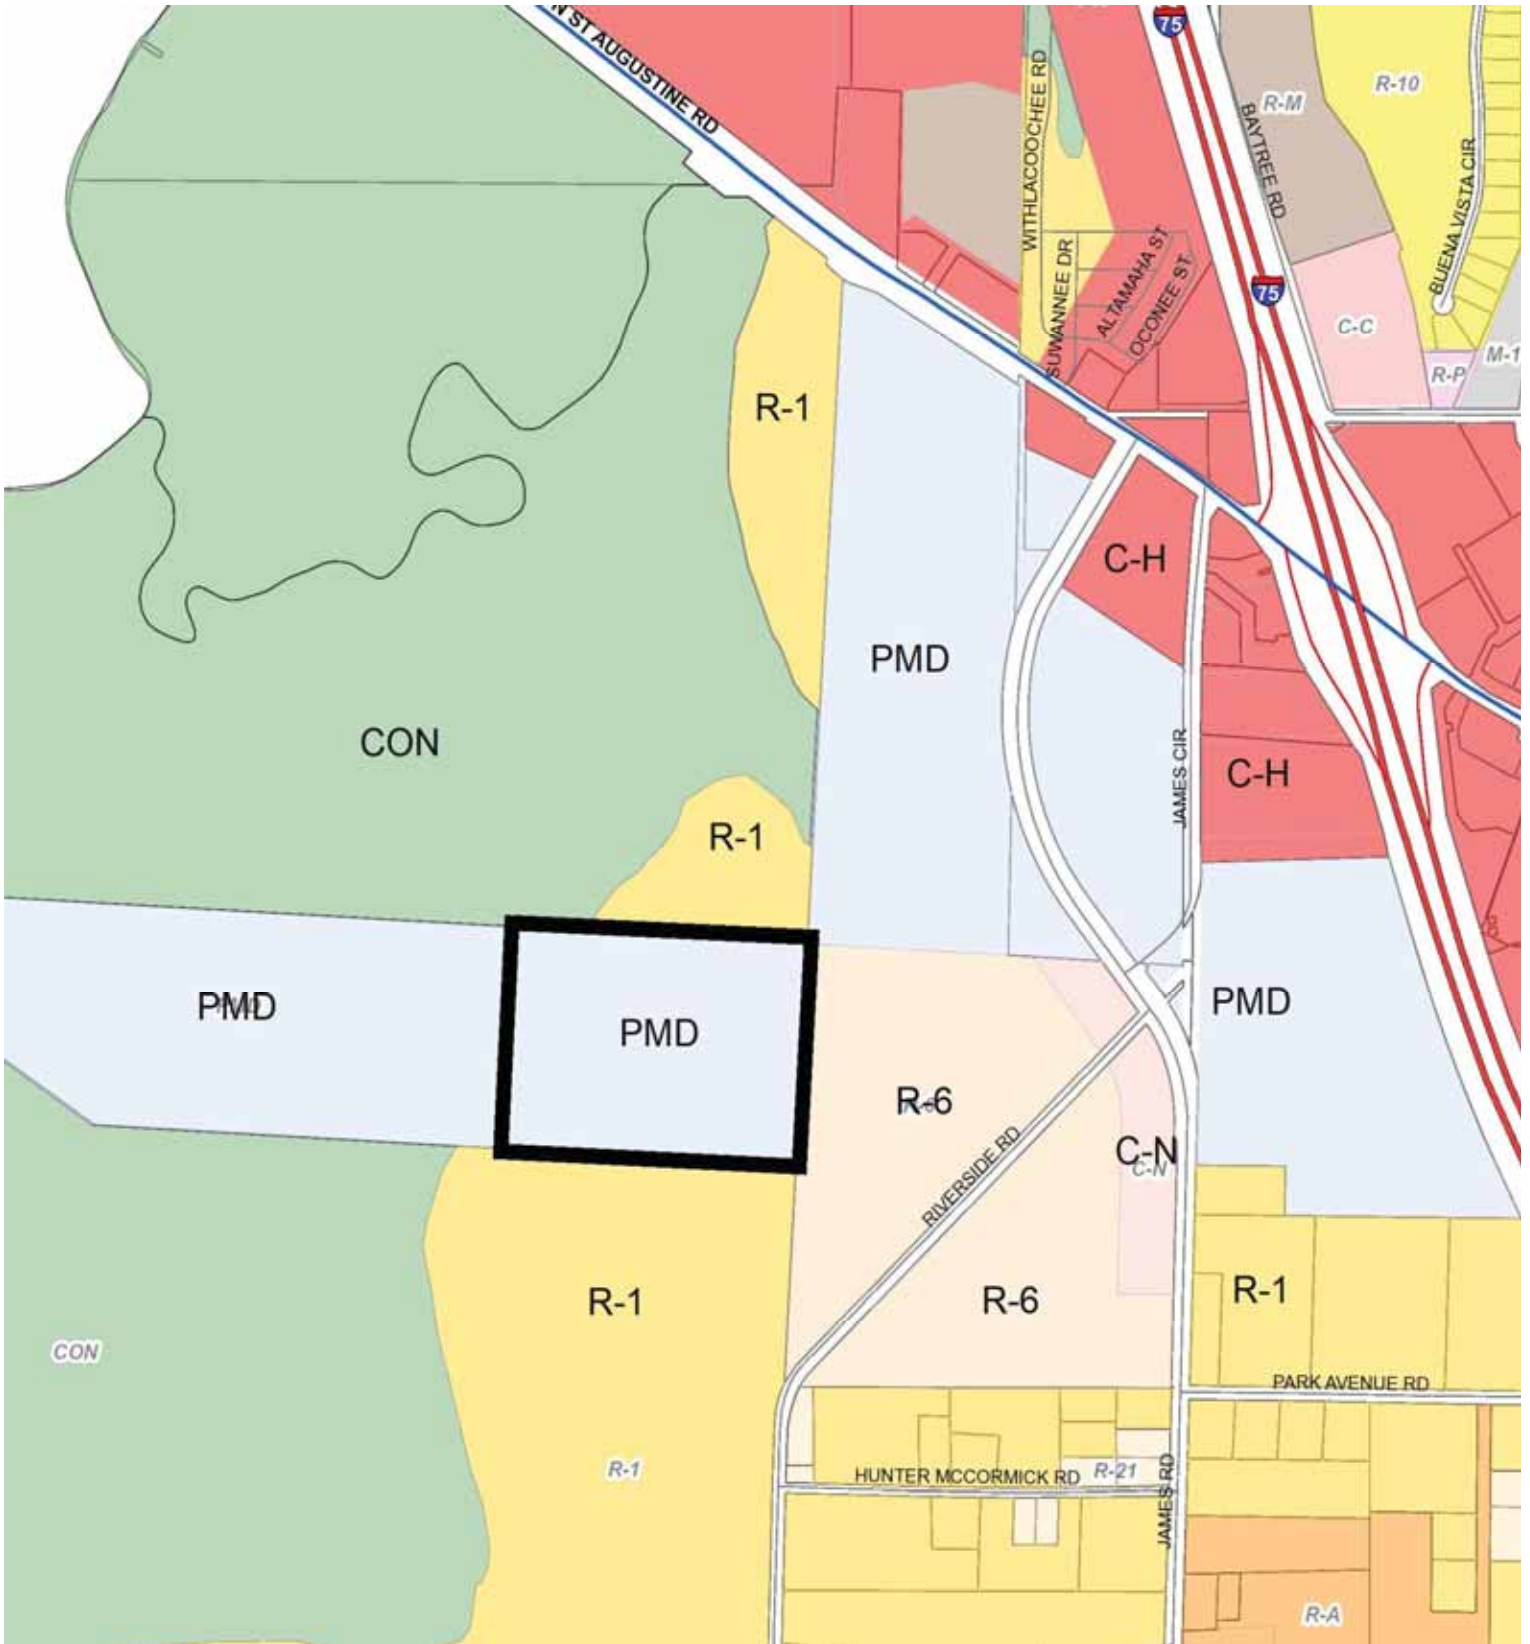 75
N ST AUGUSTINE RD
WITHLACOOCHEE RD
R-M
R-10
BAYTREE RD
BUENA VISTA CIR
SUWANNEE DR
ALTAMAHA ST
OCONEE ST
75
C-C
R-P
M-1
R-1
C-H
PMD
CON
JAMES CIR
C-H
R-1
PMD
PMD
PMD
R-6
RIVERSIDE RD
C-N
C-N
R-1
R-6
R-1
CON
PARK AVENUE RD
R-1
HUNTER MCCORMICK RD
R-21
JAMES RD
R-A